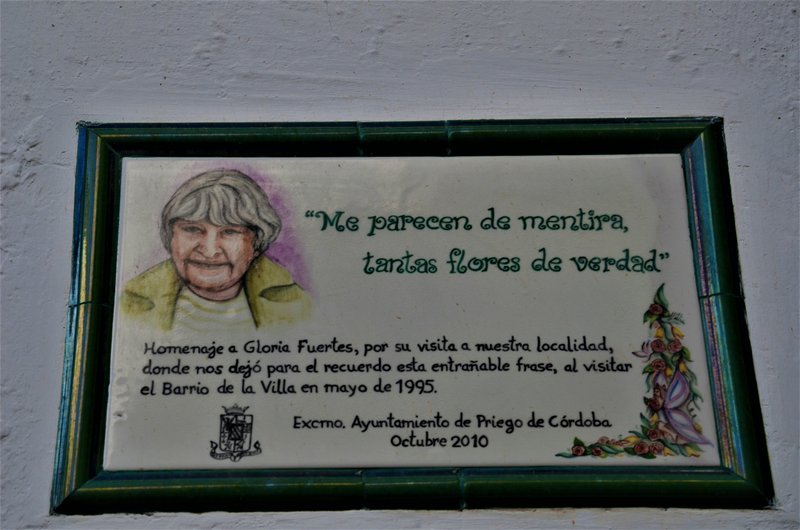 “Me parecen de mentira,
tantas flores de verdad”
Homenaje a Gloria Fuertes, por su visita a nuestra localidad,
donde nos dejó para el recuerdo esta entrañable frase, al visitar
el Barrio de la Villa en mayo de 1995.
Excmo. Ayuntamiento de Priego de Córdoba
Octubre 2010